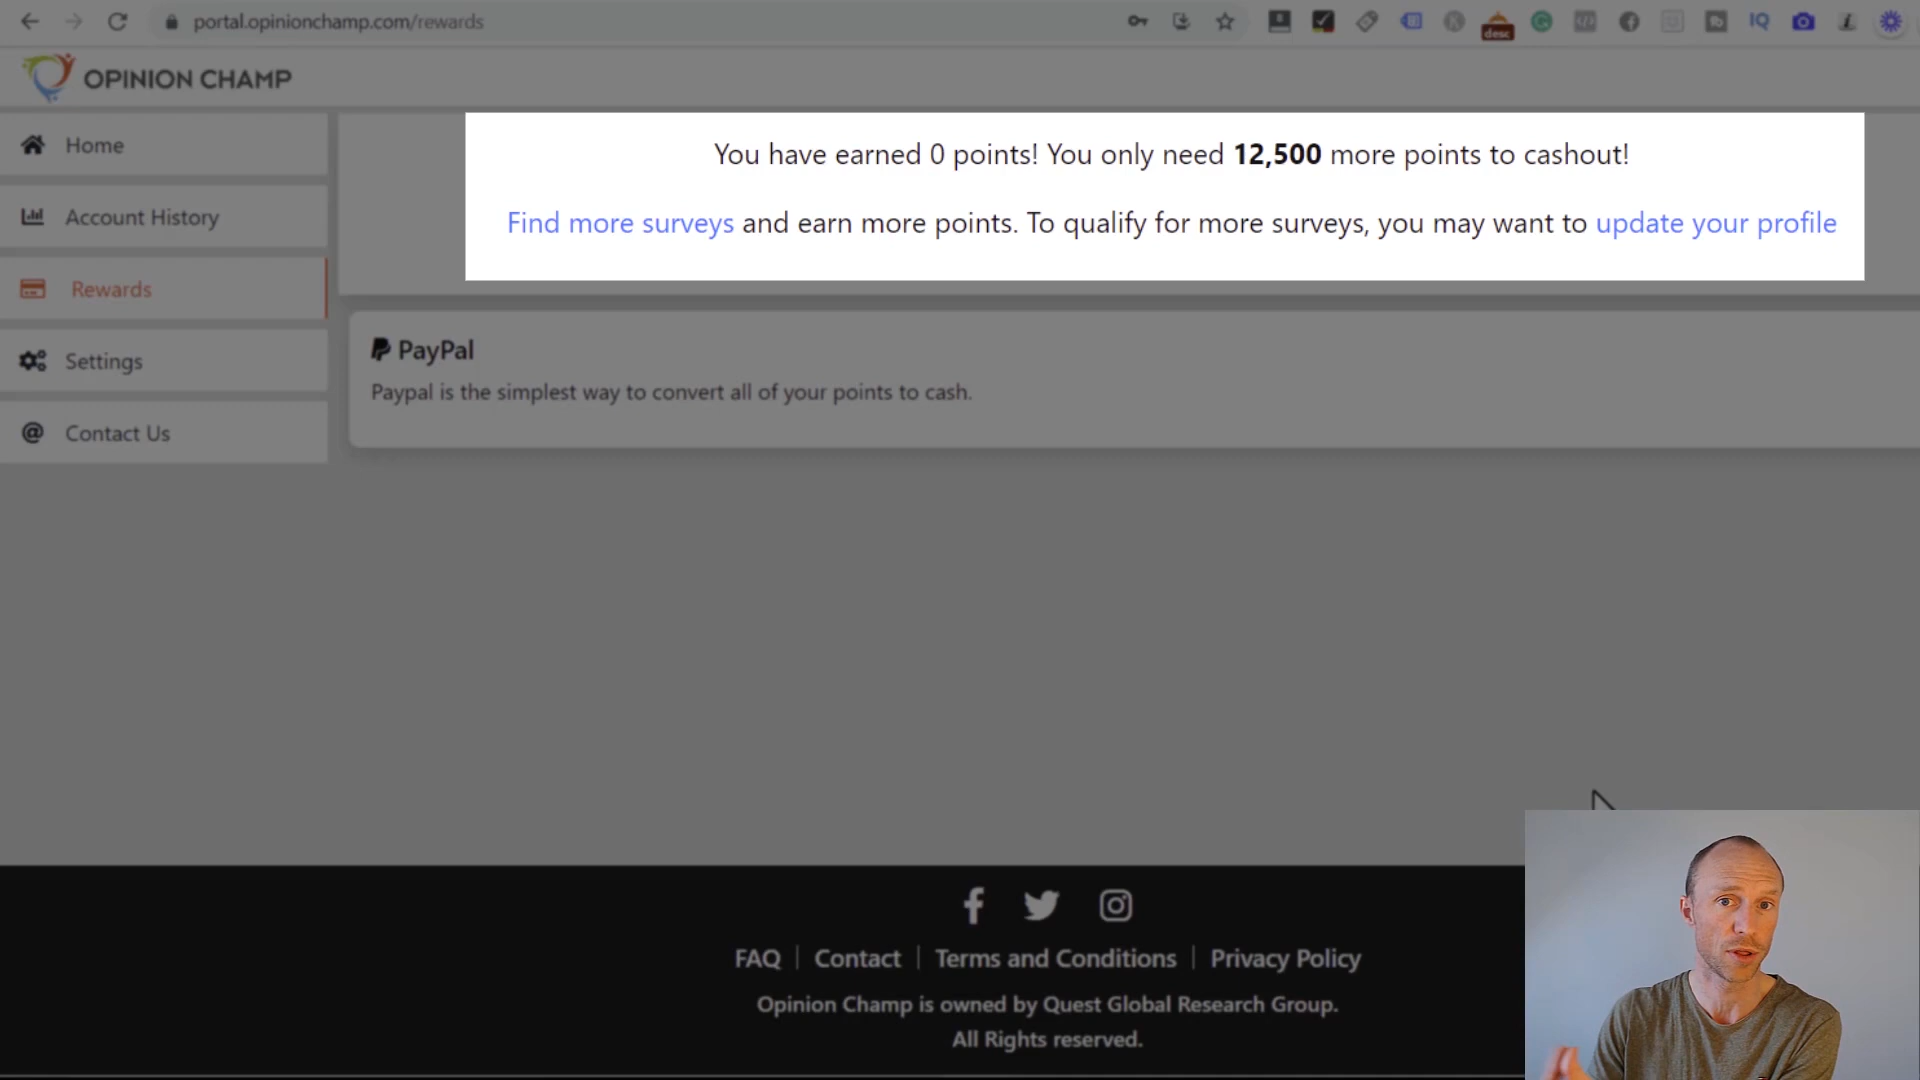 portal.opinionchamp.com/rewards
desc
IQ
OPINION CHAMP
Home
Account History
Rewards
Settings
Contact Us
You have earned 0 points! You only need 12,500 more points to cashout!
Find more surveys and earn more points. To qualify for more surveys, you may want to update your profile
PayPal
Paypal is the simplest way to convert all of your points to cash.
FAQ | Contact | Terms and Conditions | Privacy Policy
Opinion Champ is owned by Quest Global Research Group.
All Rights reserved.